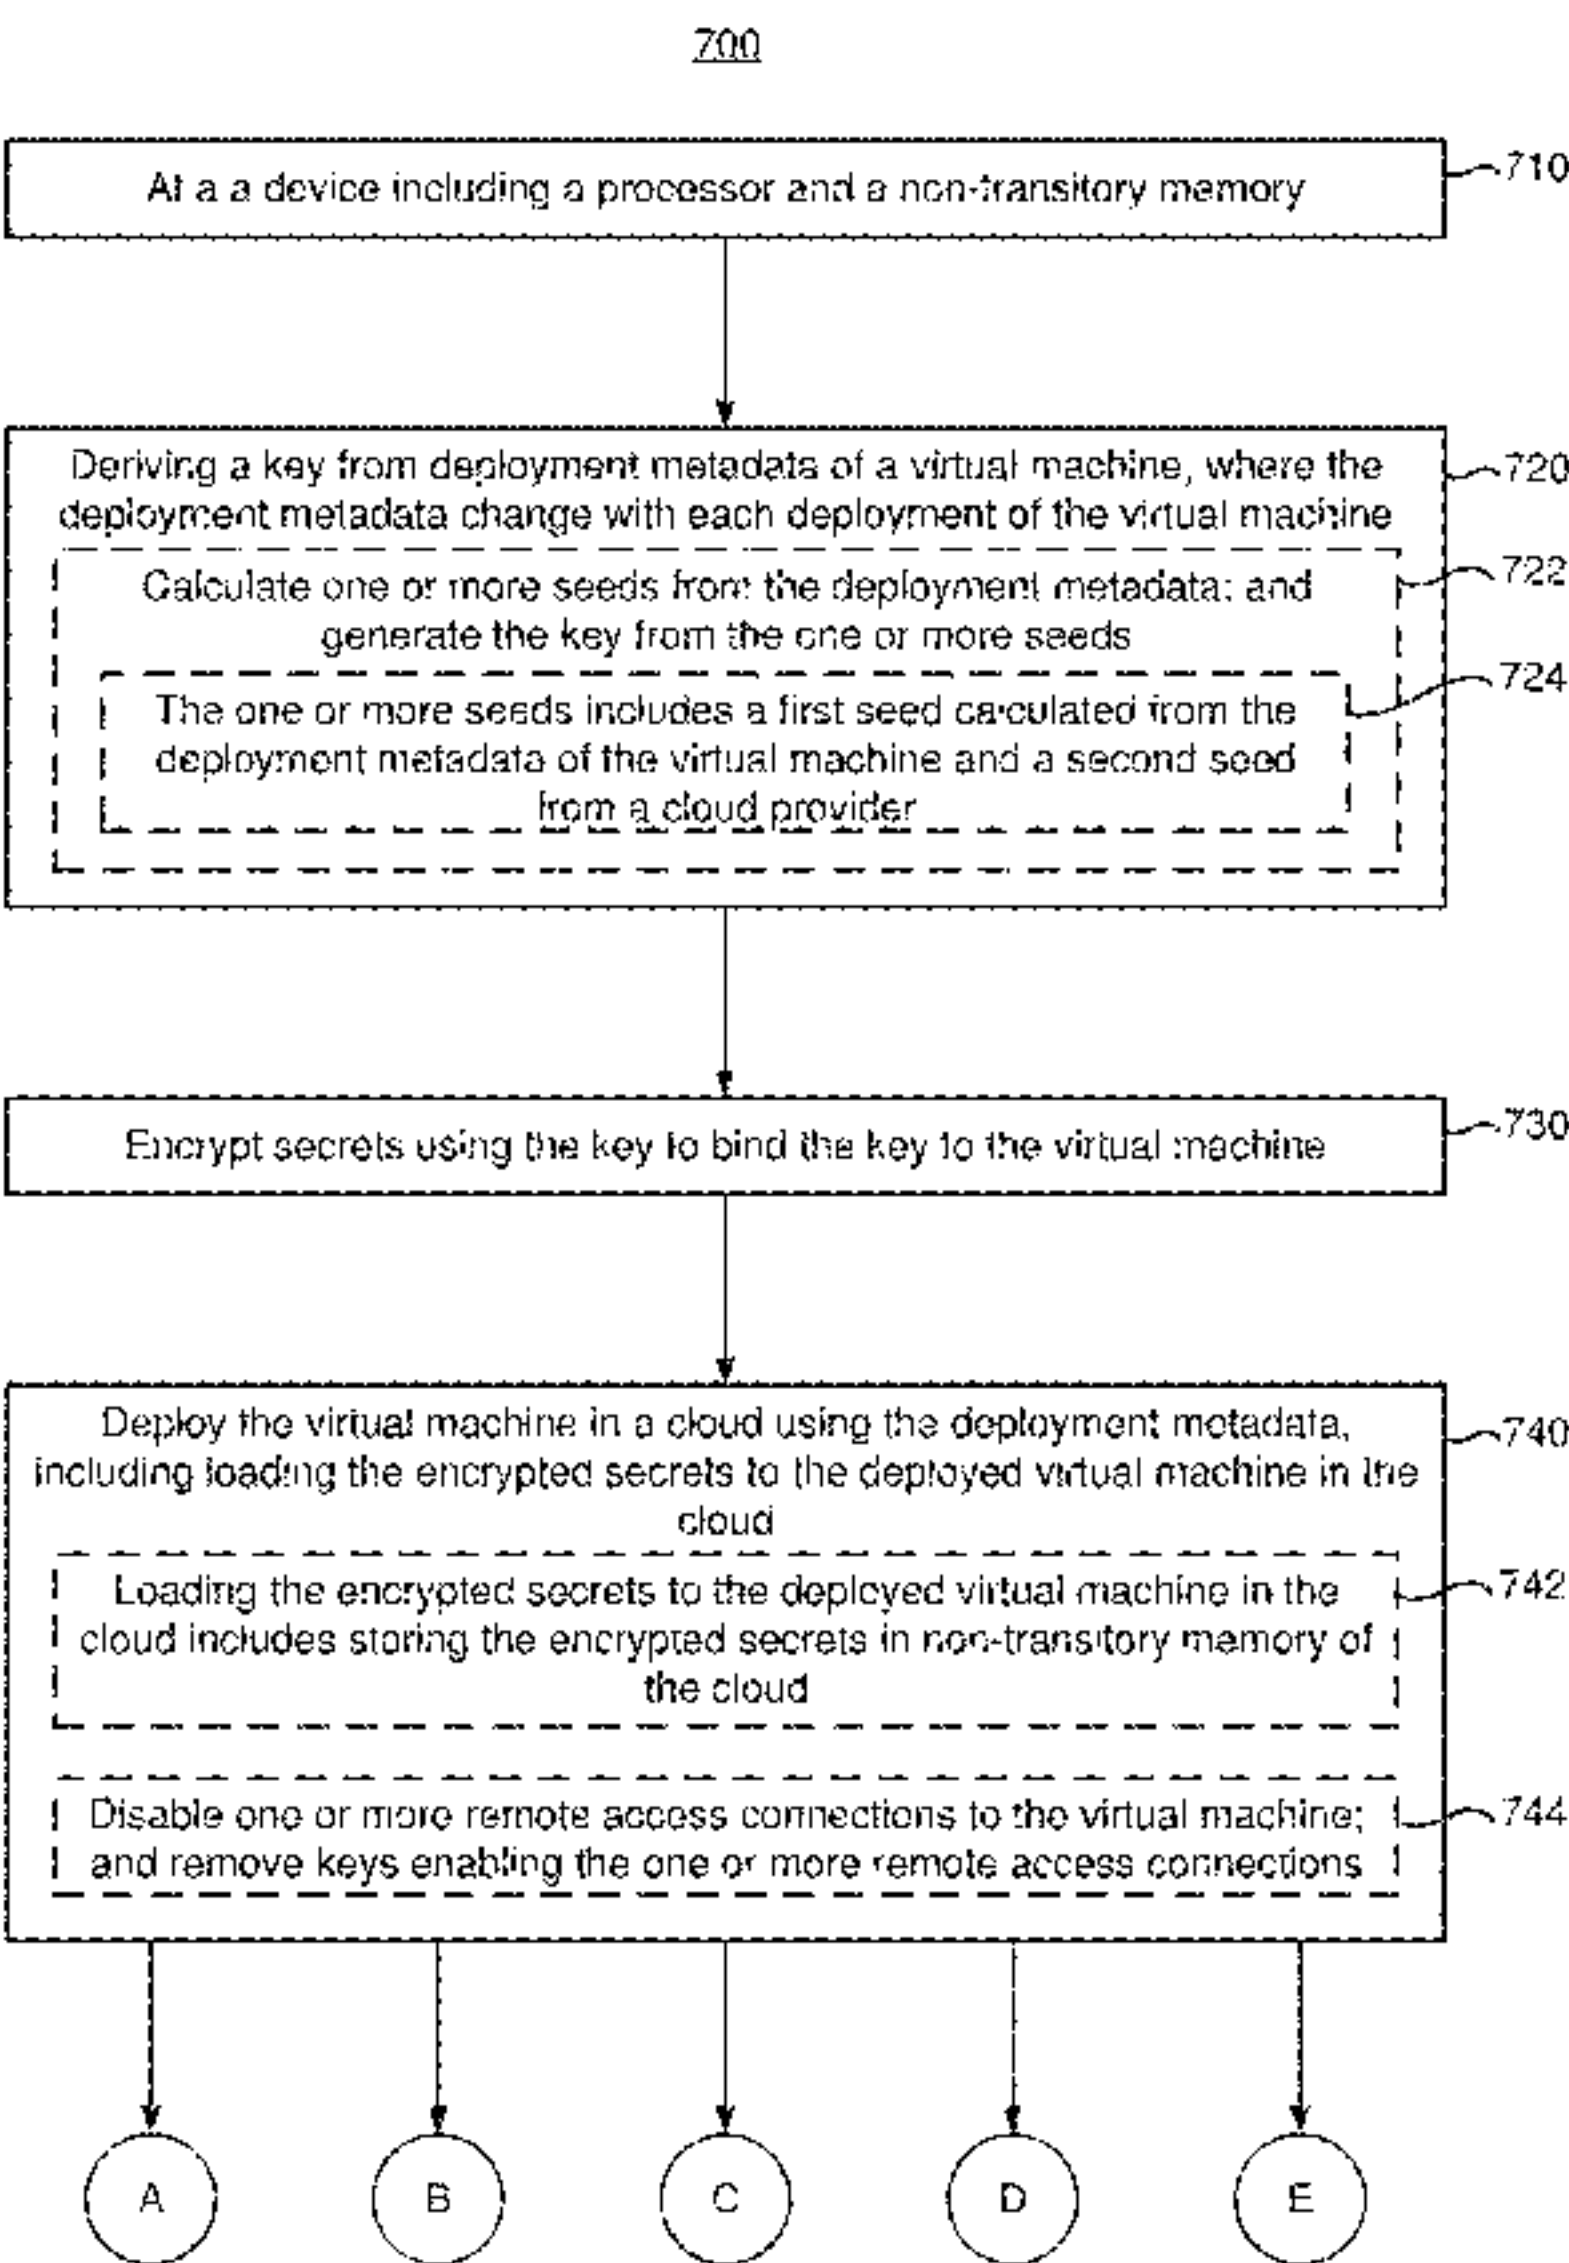 700
At a a device including a processor and a non-transitory memory
710
Deriving a key from deployment metadata of a virtual machine, where the
deployment metadata change with each deployment of the virtual machine
720
Calculate one or more seeds from the deployment metadata; and
generate the key from the one or more seeds
722
The one or more seeds includes a first seed calculated from the
deployment metadata of the virtual machine and a second seed
from a cloud provider
724
Encrypt secrets using the key to bind the key to the virtual machine
730
Deploy the virtual machine in a cloud using the deployment metadata,
including loading the encrypted secrets to the deployed virtual machine in the
cloud
740
Loading the encrypted secrets to the deployed virtual machine in the
cloud includes storing the encrypted secrets in non-transitory memory of
the cloud
742
Disable one or more remote access connections to the virtual machine;
and remove keys enabling the one or more remote access connections
744
A
B
C
D
E